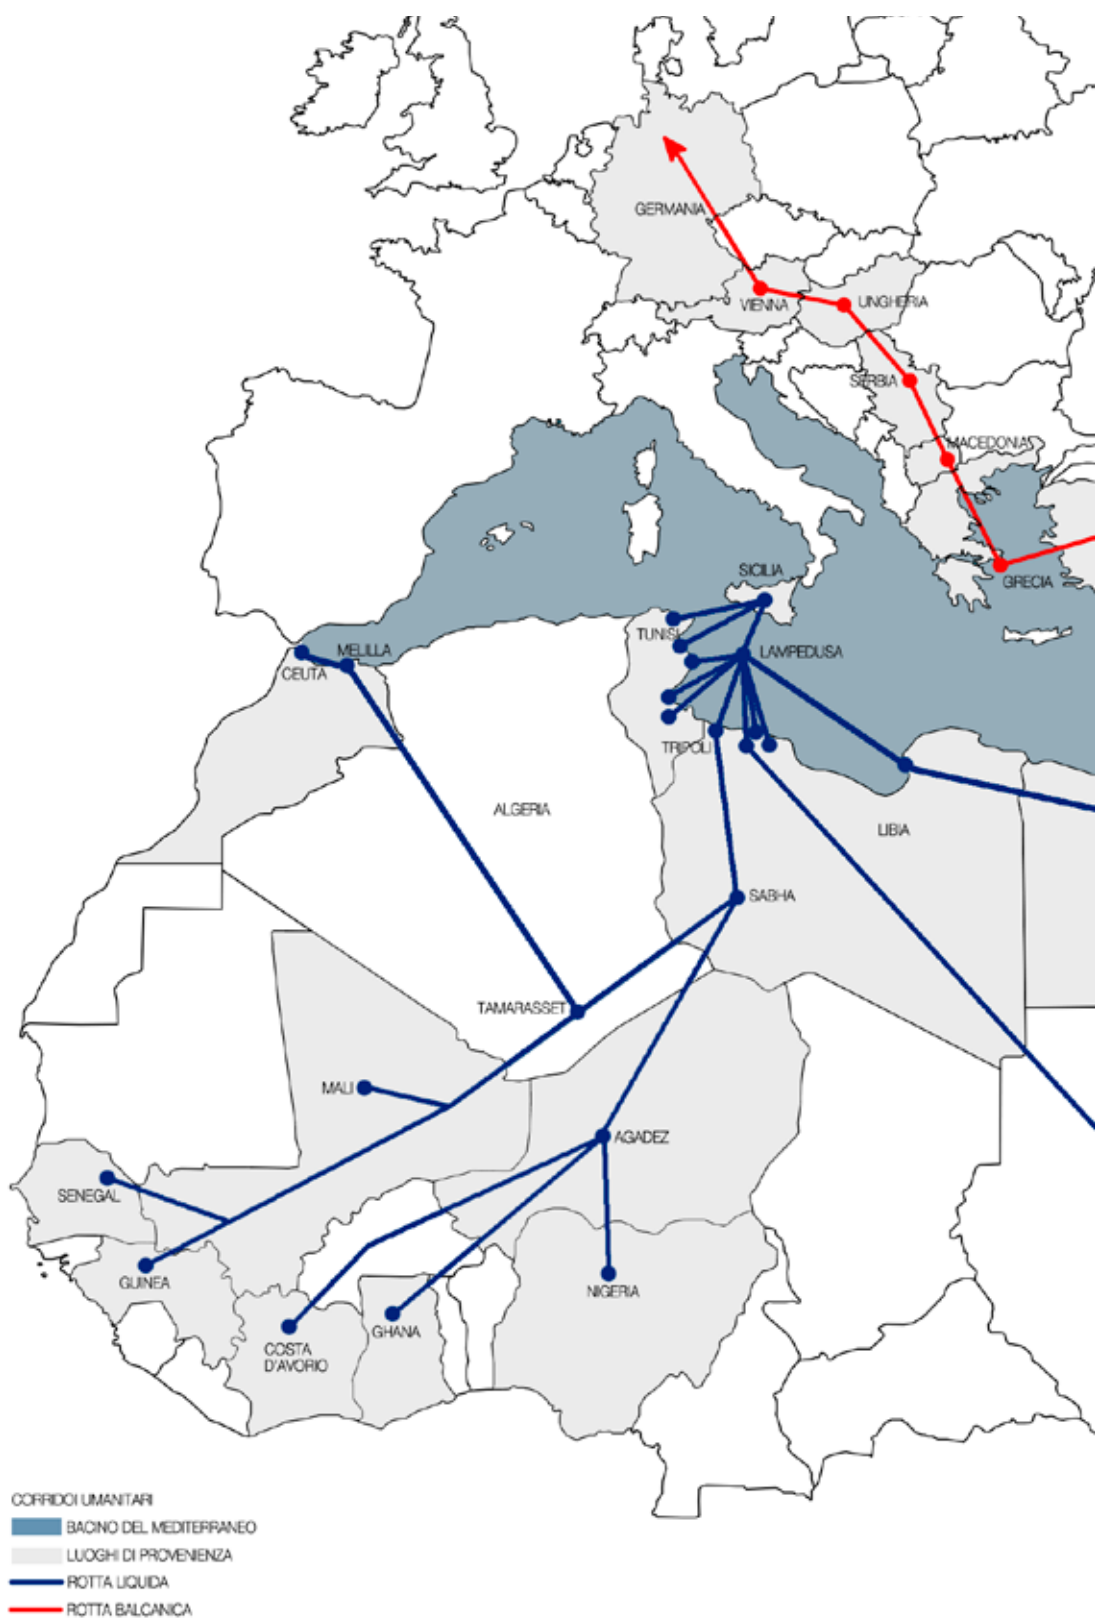 GERMANIA
VIENNA
UNGHERIA
SERBIA
MACEDONIA
GRECIA
SICILIA
TUNISI
LAMPEDUSA
MELILLA
CEUTA
TRIPOLI
ALGERIA
LIBIA
SABHA
TAMARASSET
MALI
AGADEZ
SENEGAL
GUINEA
NIGERIA
GHANA
COSTA
D'AVORIO
CORRIDOI UMANITARI
BACINO DEL MEDITERRANEO
LUOGHI DI PROVENIENZA
ROTTA LIQUIDA
ROTTA BALCANICA